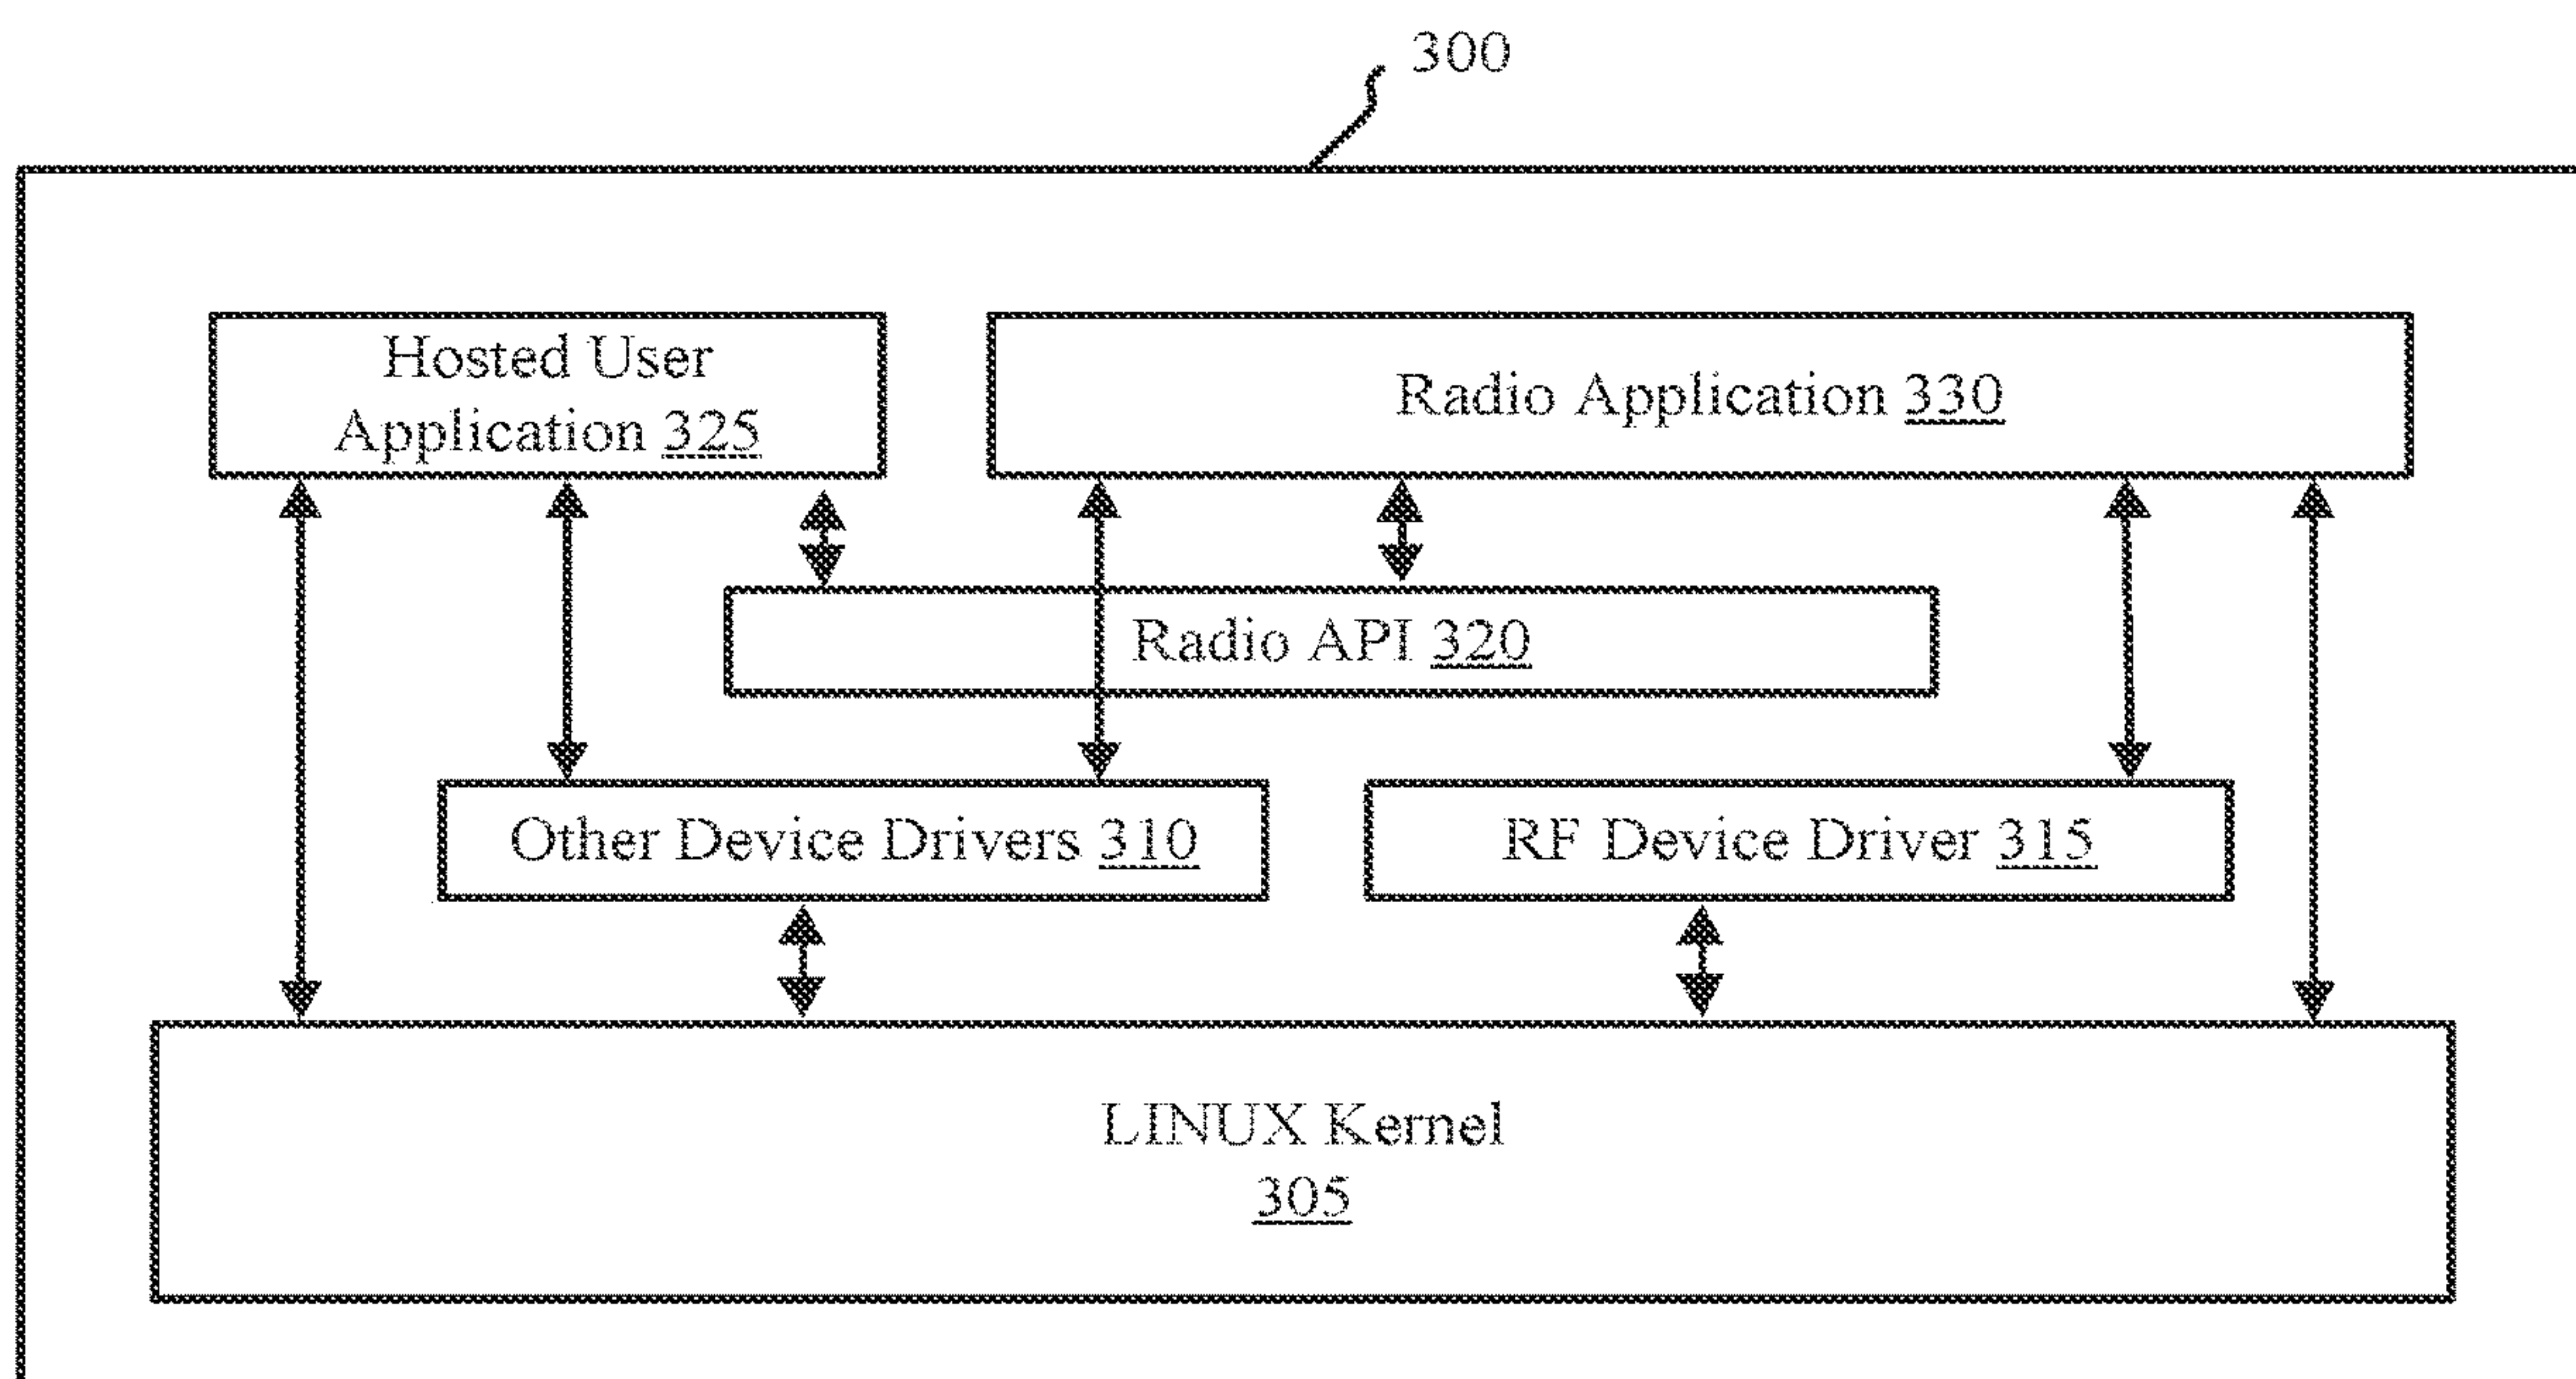 300
Hosted User
Application 325
Radio Application 330
Radio API 320
Other Device Drivers 310
RF Device Driver 315
LINUX Kernel
305